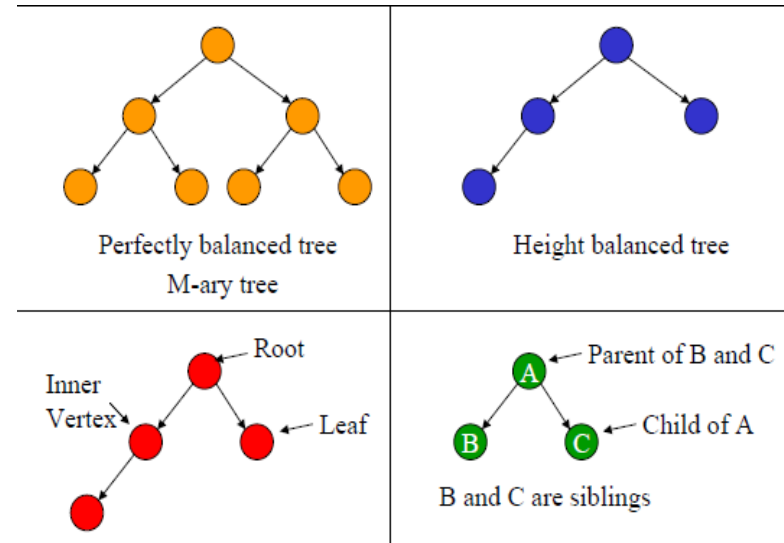 Perfectly balanced tree
M-ary tree
Height balanced tree
Root
Inner
Vertex
Leaf
A
Parent of B and C
B
C
Child of A
B and C are siblings